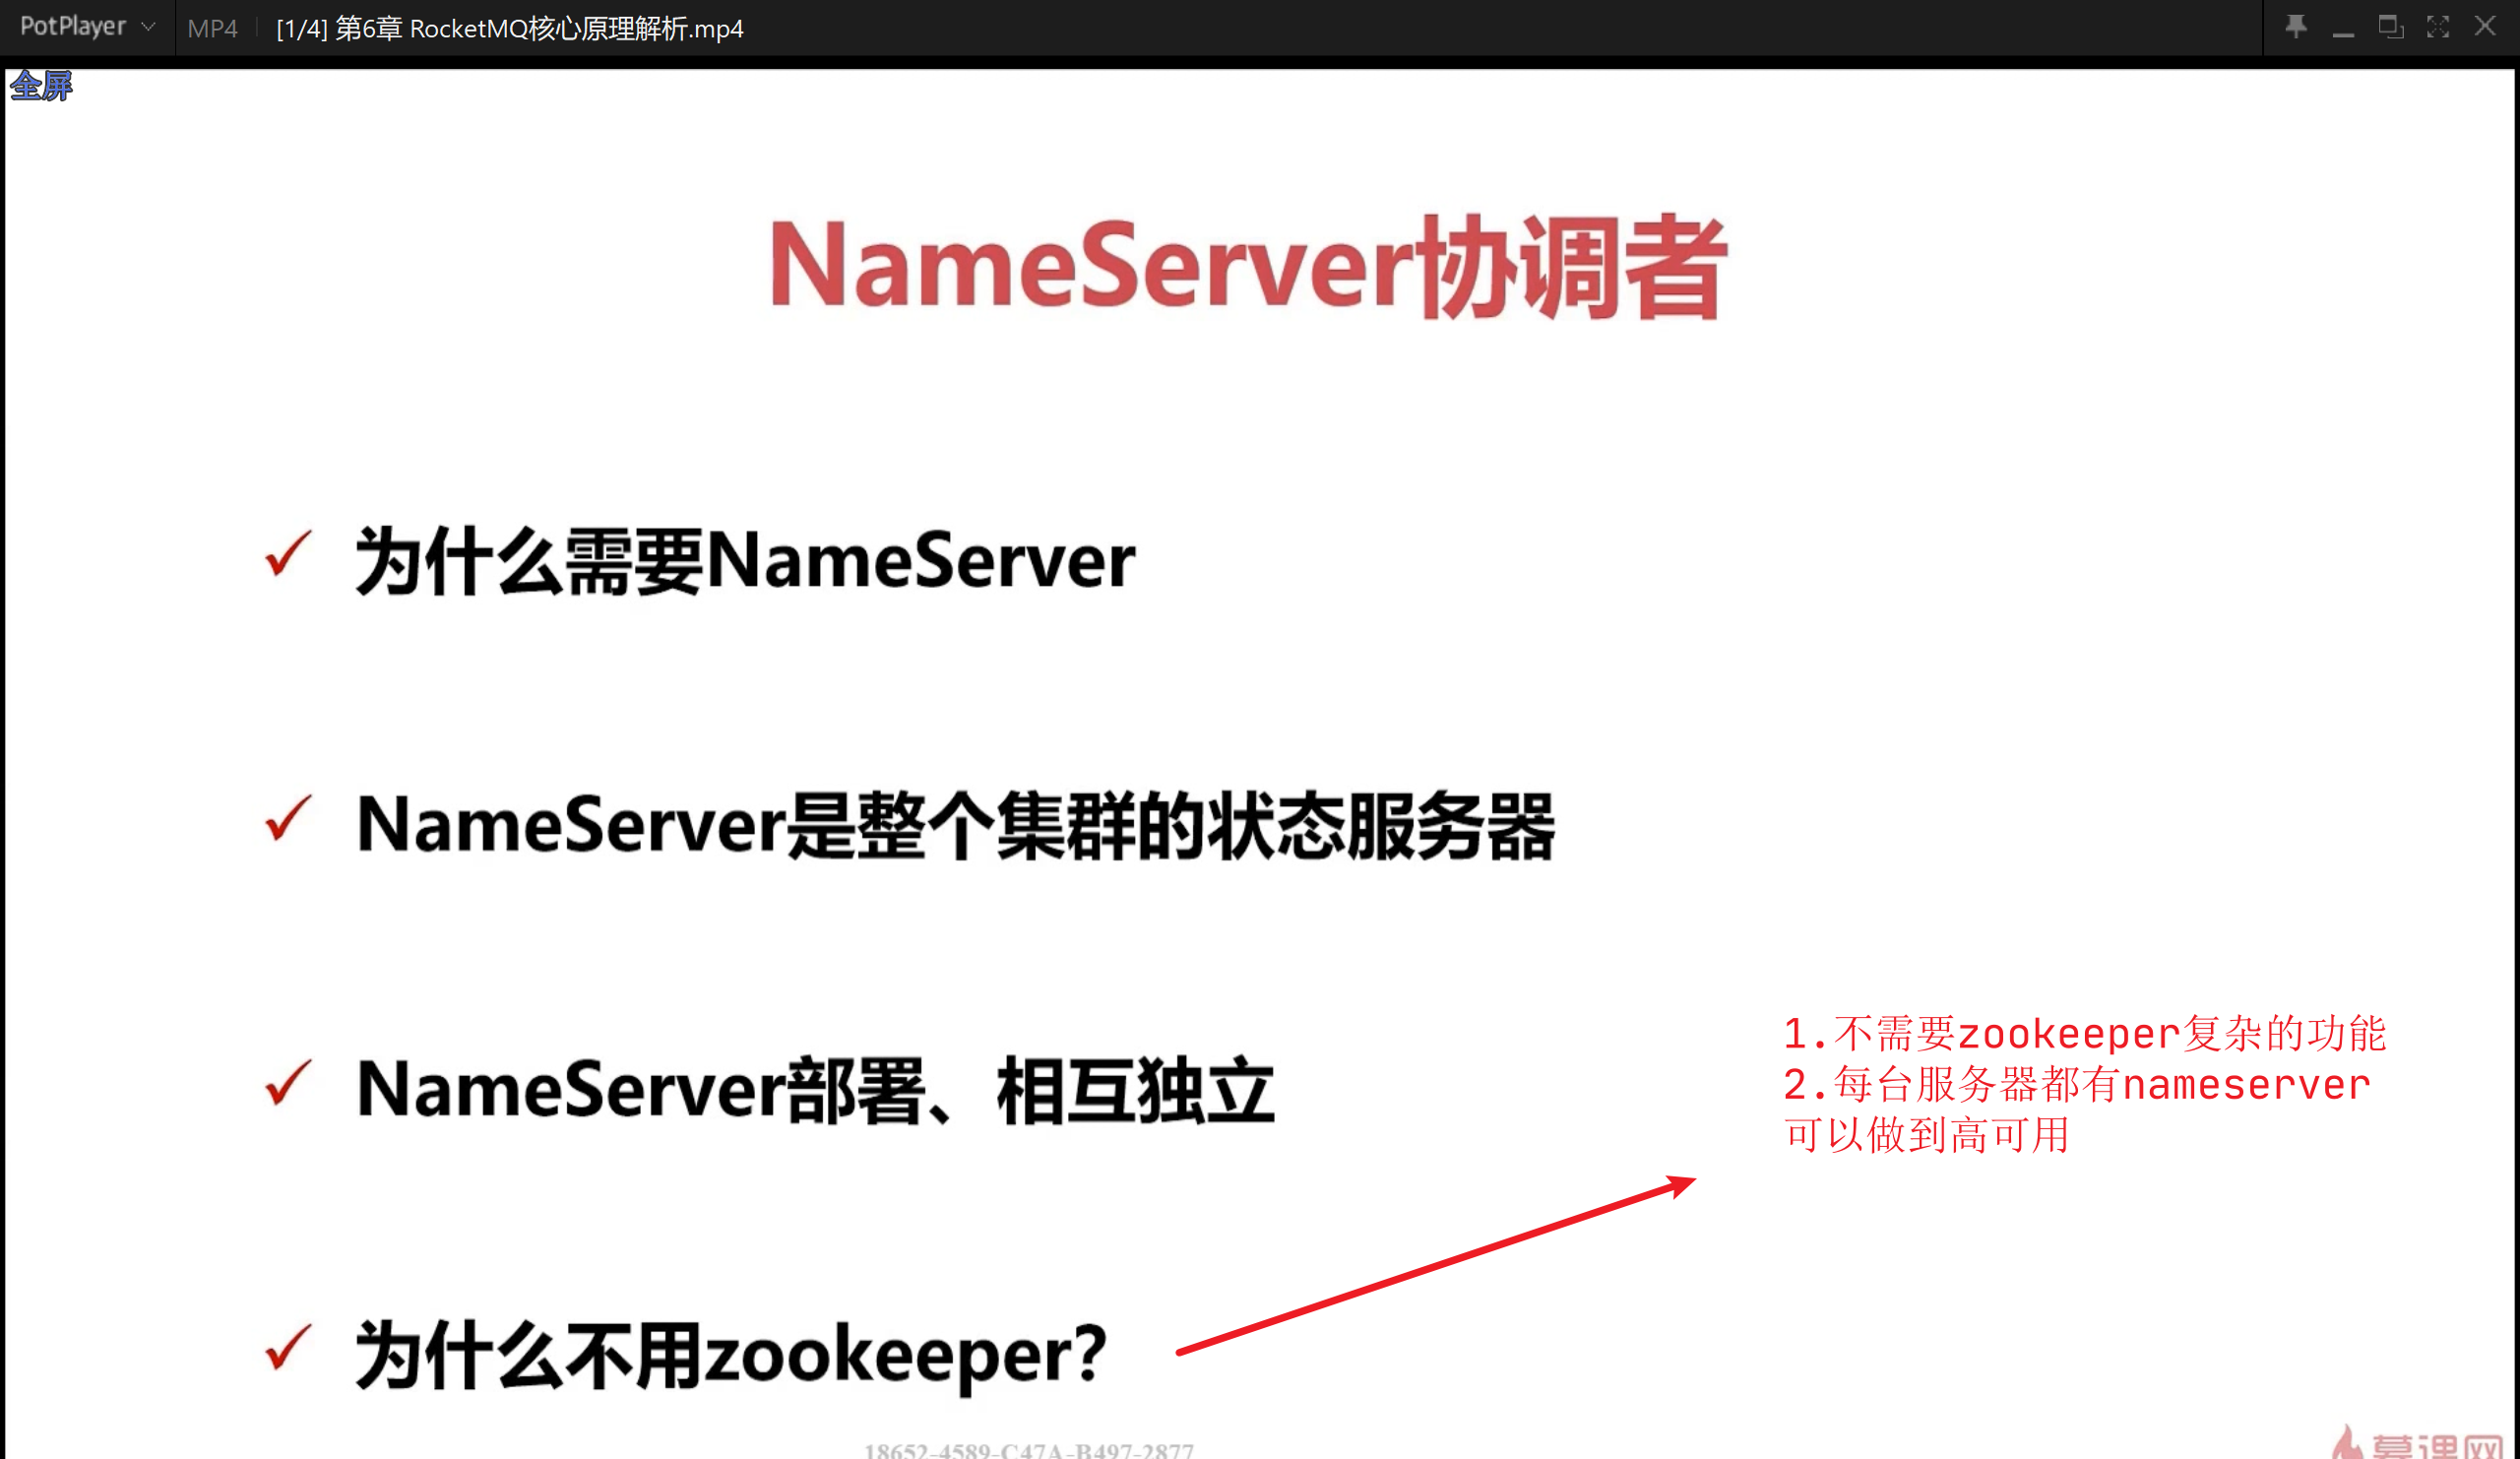 PotPlayer
MP4
[1/4] 第6章 RocketMQ核心原理解析.mp4
全屏
NameServer协调者
为什么需要NameServer
NameServer是整个集群的状态服务器
NameServer部署、相互独立
1.不需要zookeeper复杂的功能
2.每台服务器都有nameserver
可以做到高可用
为什么不用zookeeper?
18652-4589-C47A-B497-2877
慕课网